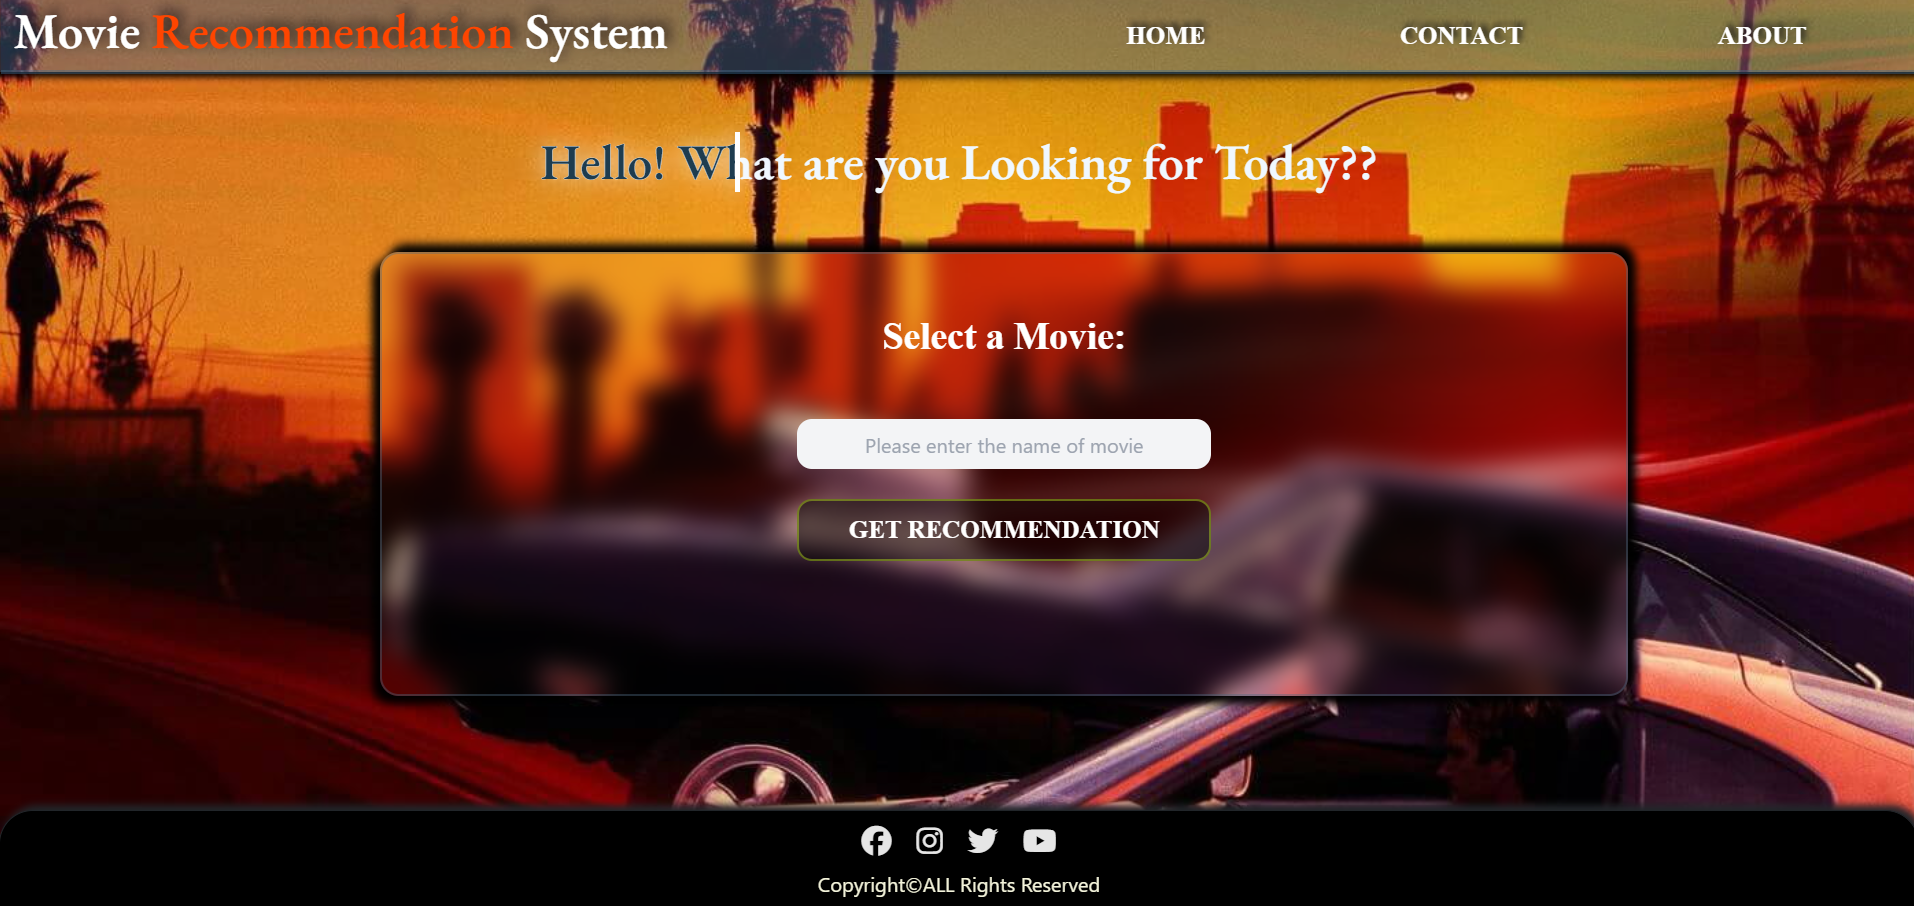 Movie Recommendation System
HOME
CONTACT
ABOUT
Hello! What are you Looking for Today??
Select a Movie:
Please enter the name of movie
GET RECOMMENDATION
Copyright©ALL Rights Reserved